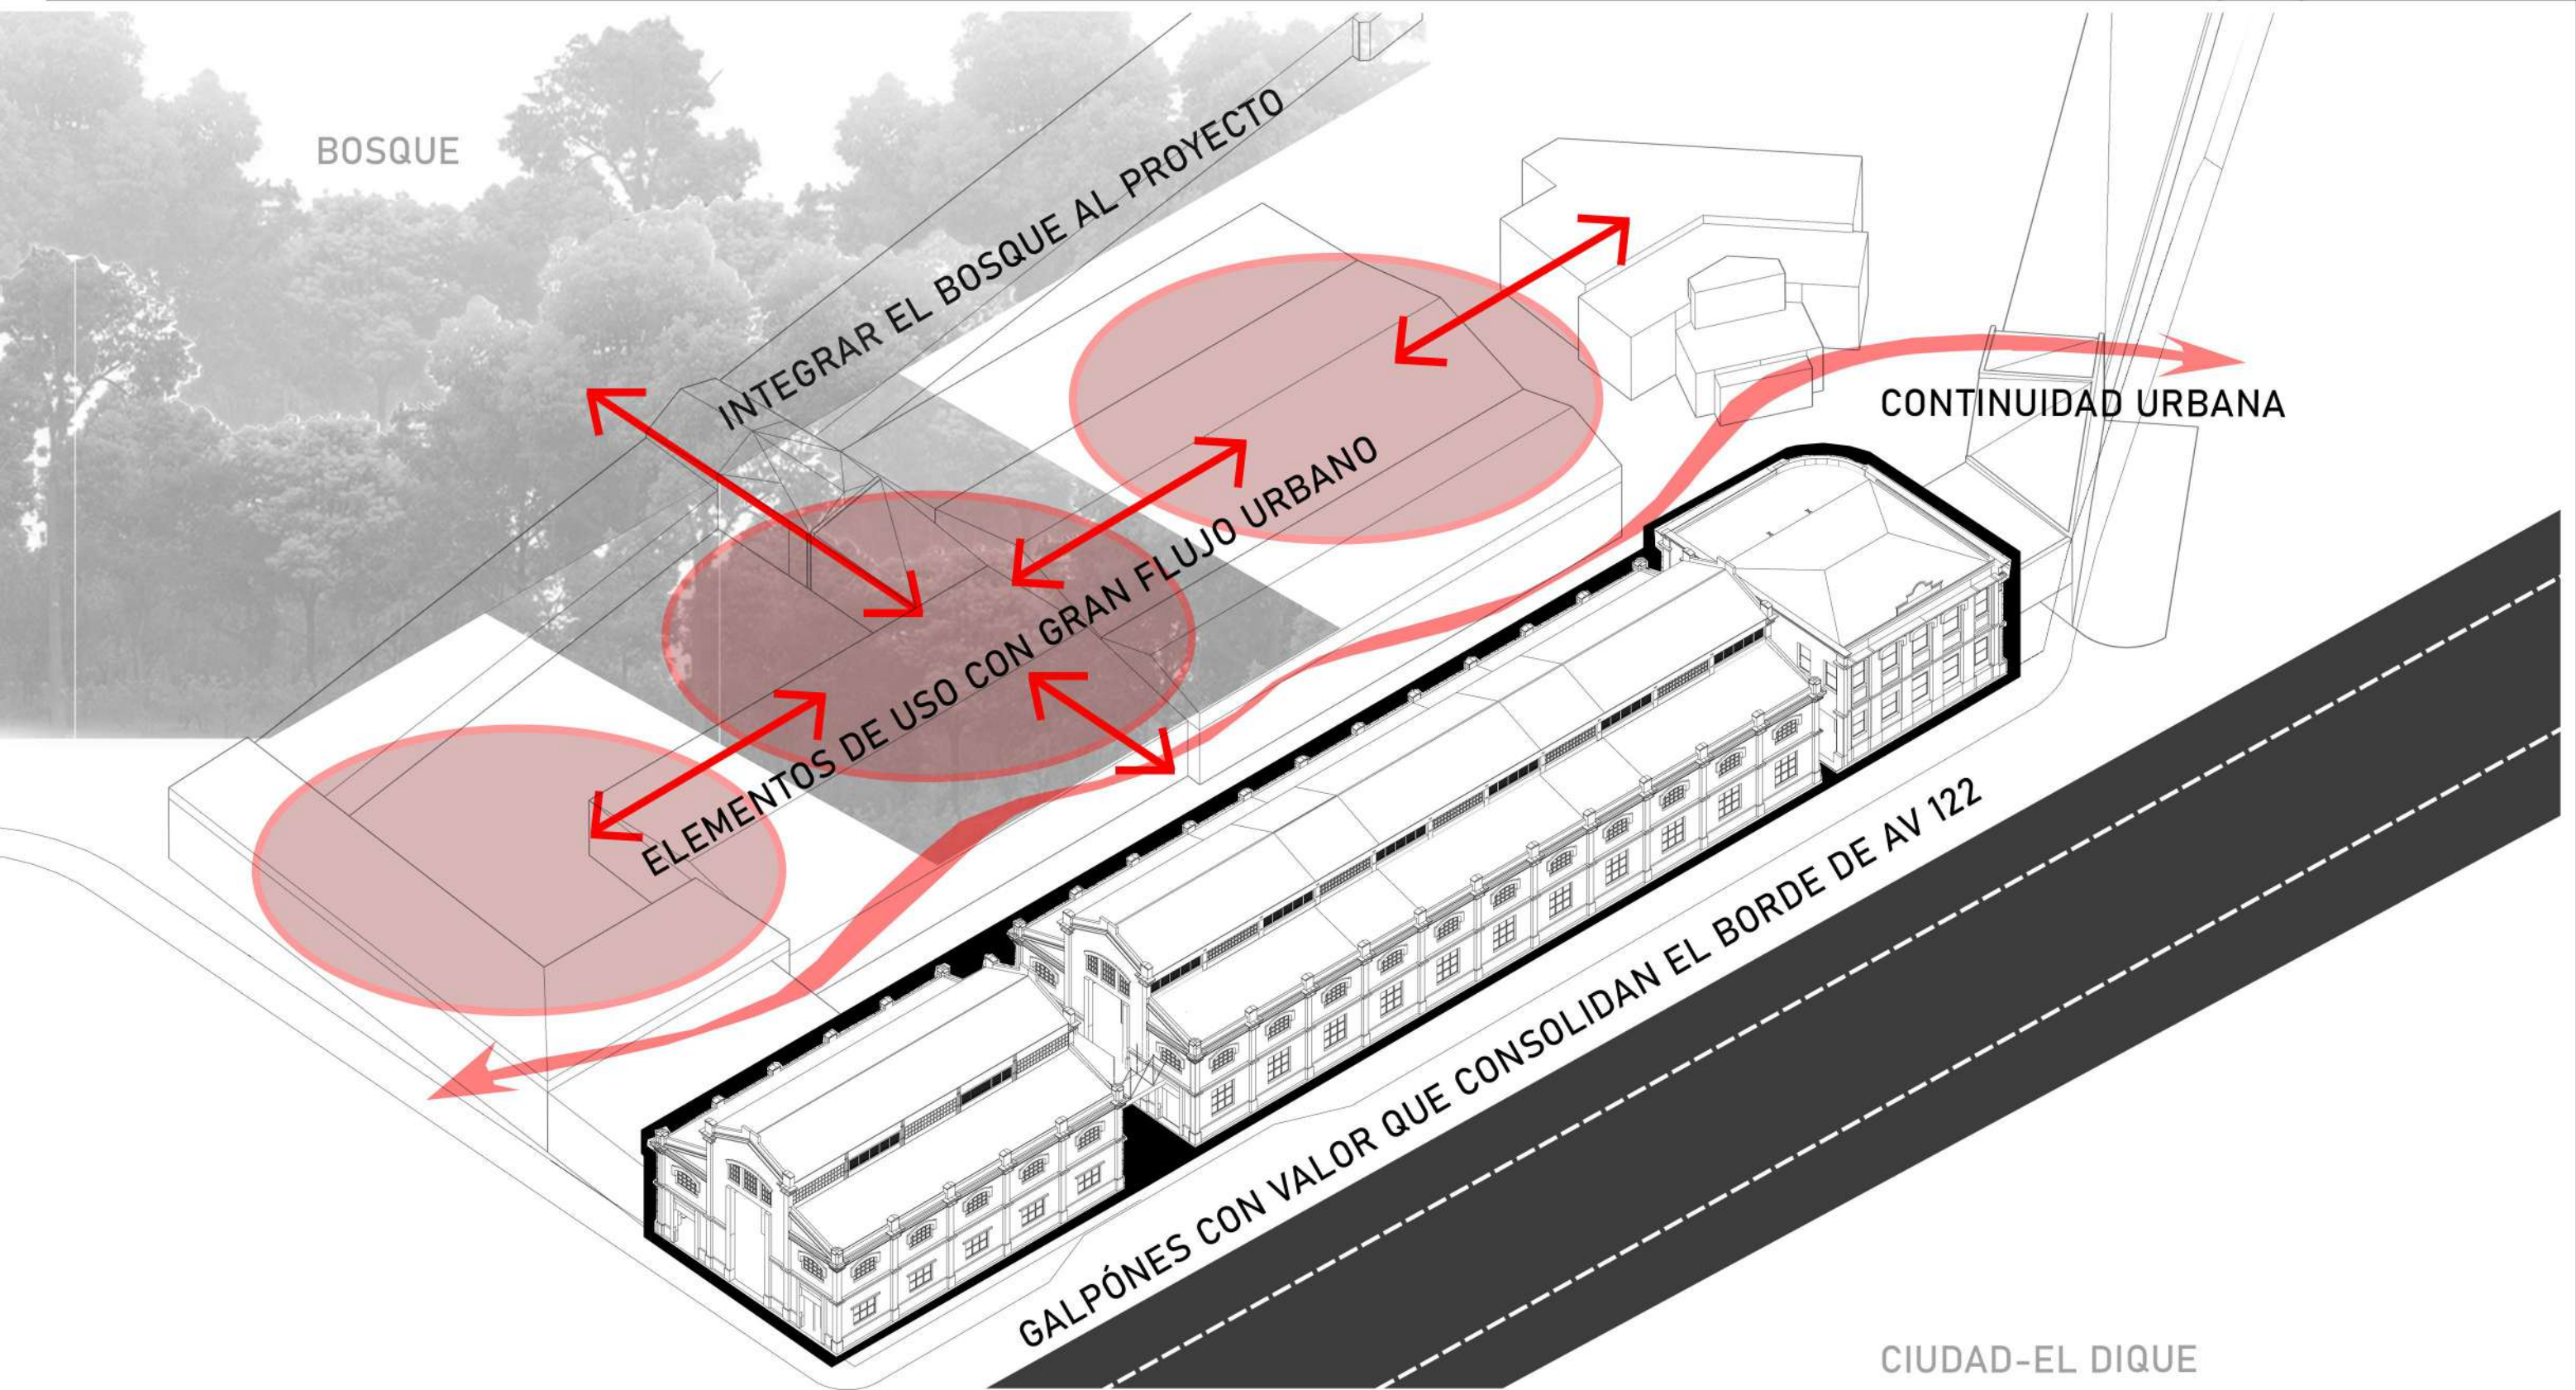 BOSQUE
INTEGRAR EL BOSQUE AL PROYECTO
CONTINUIDAD URBANA
ELEMENTOS DE USO CON GRAN FLUJO URBANO
GALPÓNES CON VALOR QUE CONSOLIDAN EL BORDE DE AV 122
CIUDAD-EL DIQUE